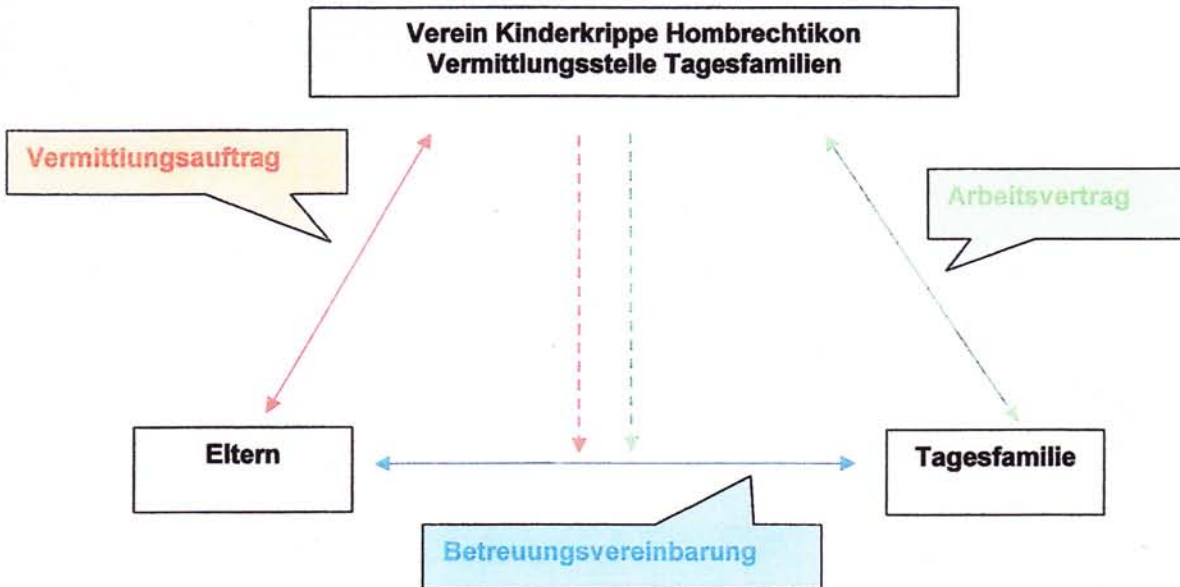 Verein Kinderkrippe Hombrechtikon
Vermittlungsstelle Tagesfamilien
Vermittlungsauftrag
Arbeitsvertrag
Eltern
Tagesfamilie
Betreuungsvereinbarung